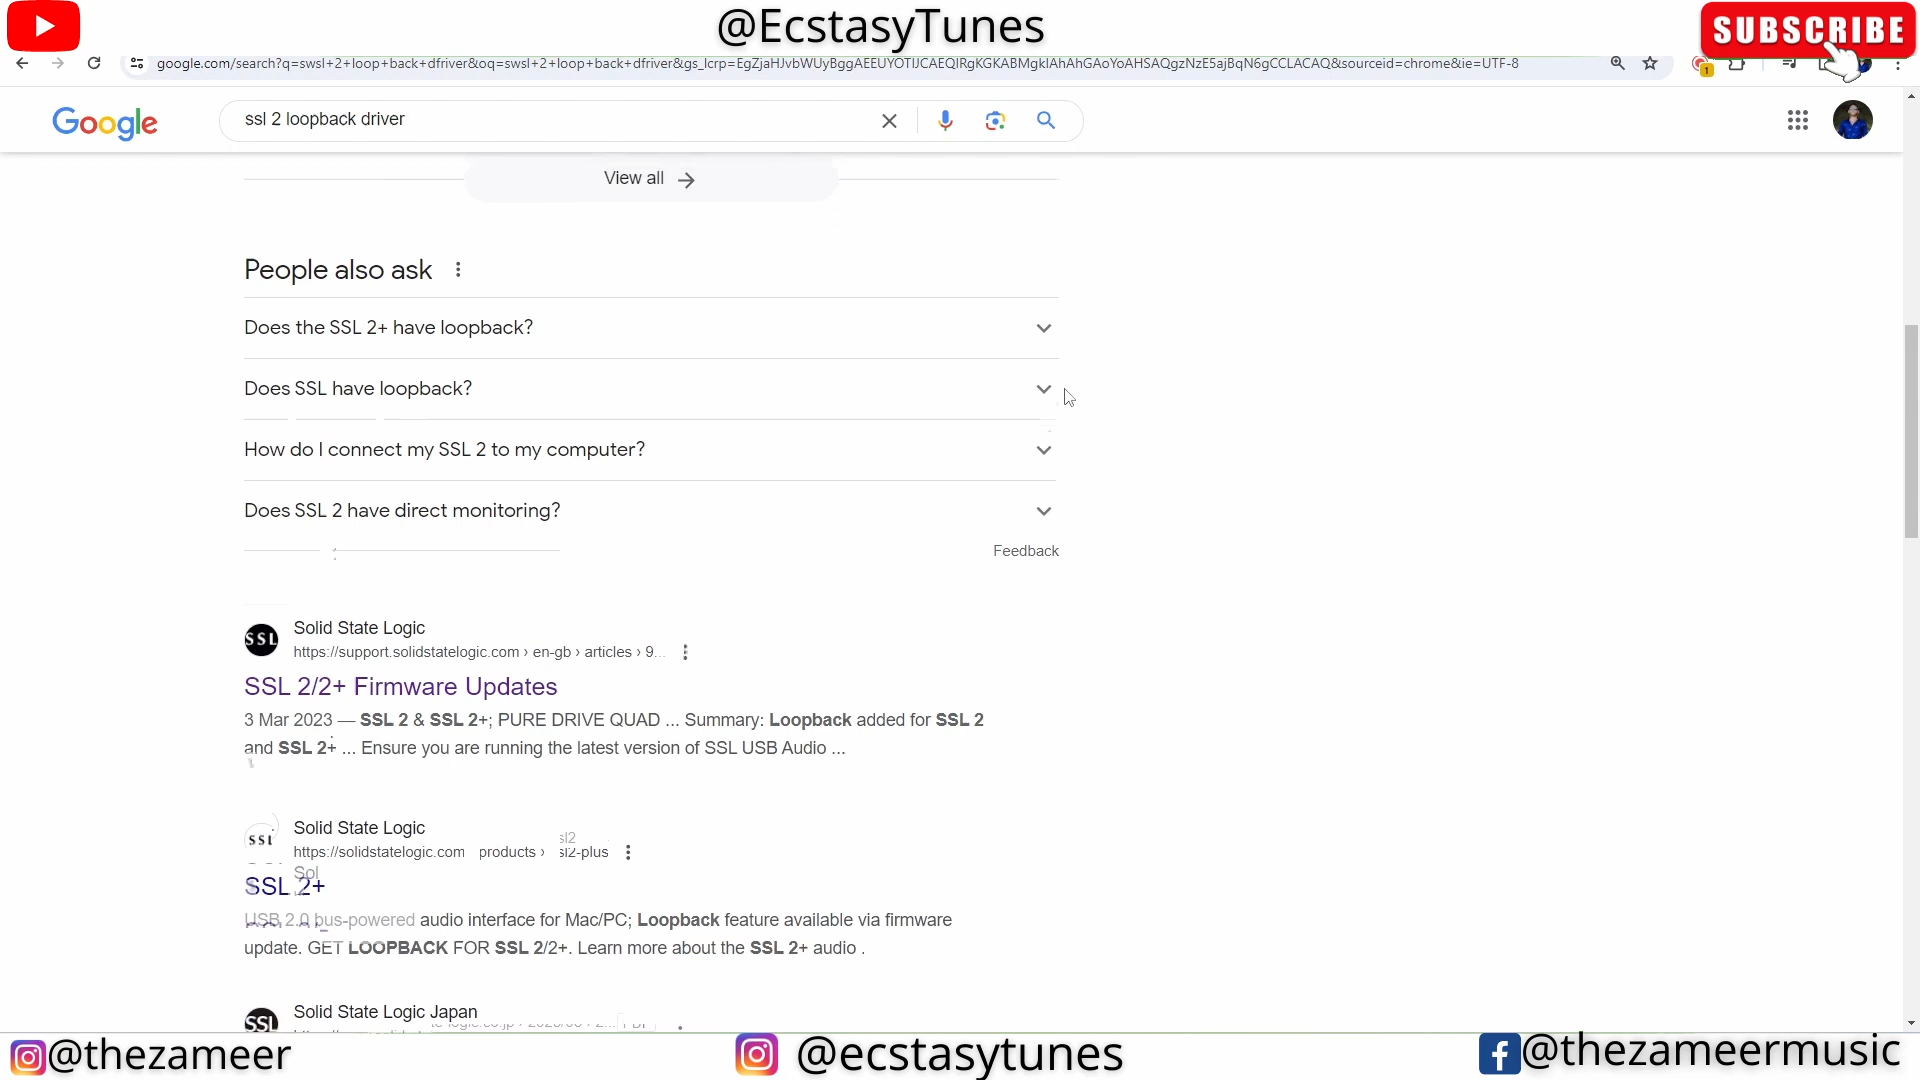 @EcstasyTunes
SUBSCRIBE
google.com/search?q=swsl+2+loop+back+dfriver&oq=swsl+2+loop+back+dfriver&gs_lcrp=EgZjaHJvbWUyBggAEEUYOTIJCAEQIRgKGKABMgkIAhAhGAoYoAHSAQgzNzE5ajBqN6gCCLACAQ&sourceid=chrome&ie=UTF-8
1
Google
ssl 2 loopback driver
View all
People also ask
Does the SSL 2+ have loopback?
Does SSL have loopback?
How do I connect my SSL 2 to my computer?
Does SSL 2 have direct monitoring?
Feedback
SSL
Solid State Logic
https://support.solidstatelogic.com › en-gb › articles › 9...
SSL 2/2+ Firmware Updates
3 Mar 2023 — SSL 2 & SSL 2+; PURE DRIVE QUAD ... Summary: Loopback added for SSL 2
and SSL 2+ ... Ensure you are running the latest version of SSL USB Audio ...
SSL
Solid State Logic
https://solidstatelogic.com products › sl2-plus
SSL 2+
USB 2.0 bus-powered audio interface for Mac/PC; Loopback feature available via firmware
update. GET LOOPBACK FOR SSL 2/2+. Learn more about the SSL 2+ audio .
SSL
Solid State Logic Japan
@thezameer
@ecstasytunes
@thezameermusic